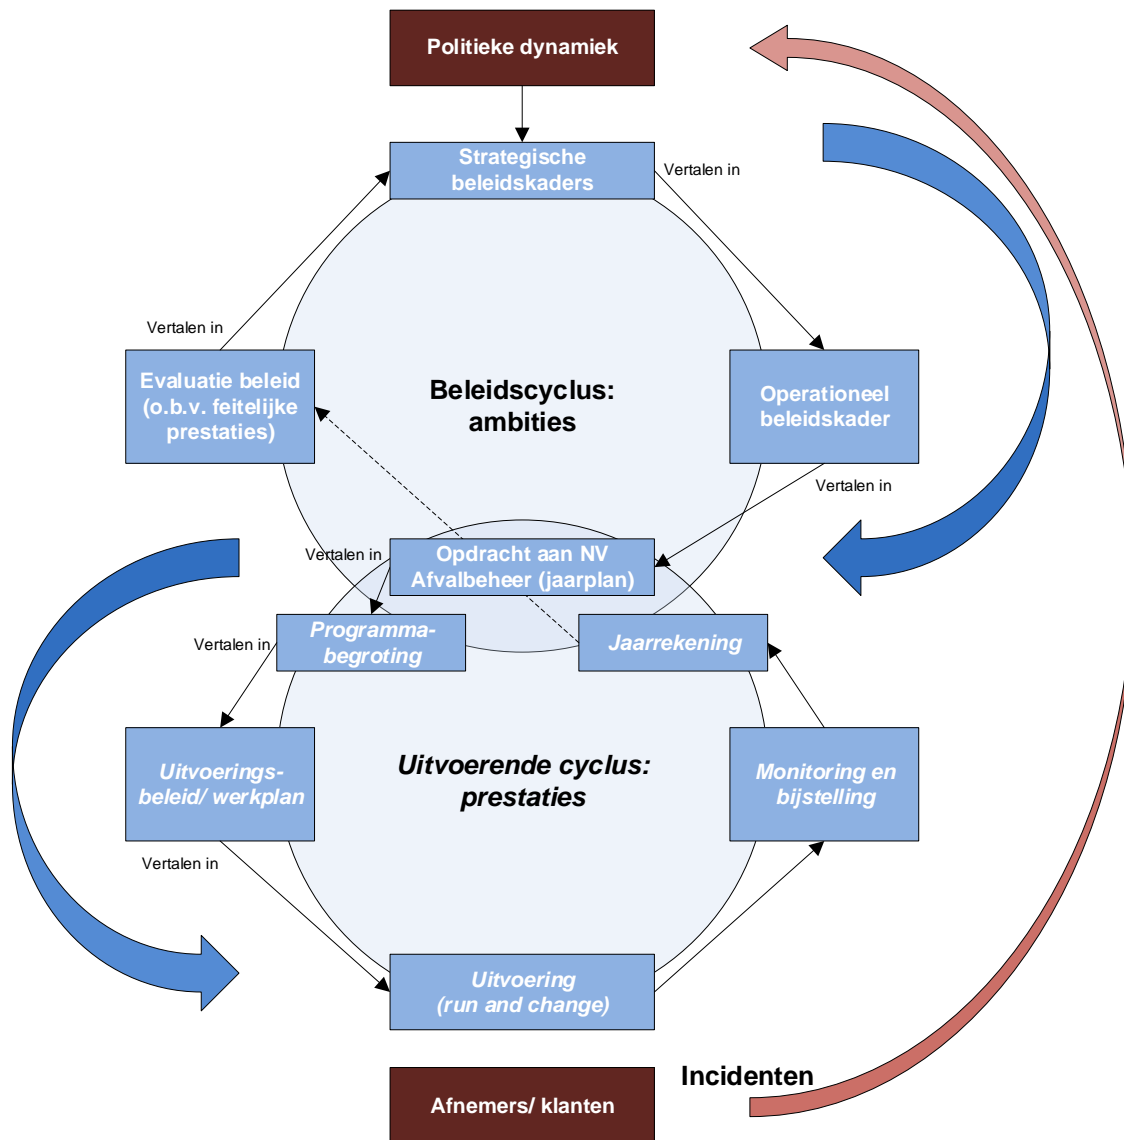 Politieke dynamiek
Strategische
beleidskaders
Vertalen in
Vertalen in
Evaluatie beleid
(o.b.v. feitelijke
prestaties)
Beleidscyclus:
ambities
Operationeel
beleidskader
Vertalen in
Vertalen in
Opdracht aan NV
Afvalbeheer (jaarplan)
Vertalen in
Programma-
begroting
Jaarrekening
Uitvoerings-
beleid/ werkplan
Uitvoerende cyclus:
prestaties
Monitoring en
bijstelling
Vertalen in
Uitvoering
(run and change)
Incidenten
Afnemers/ klanten